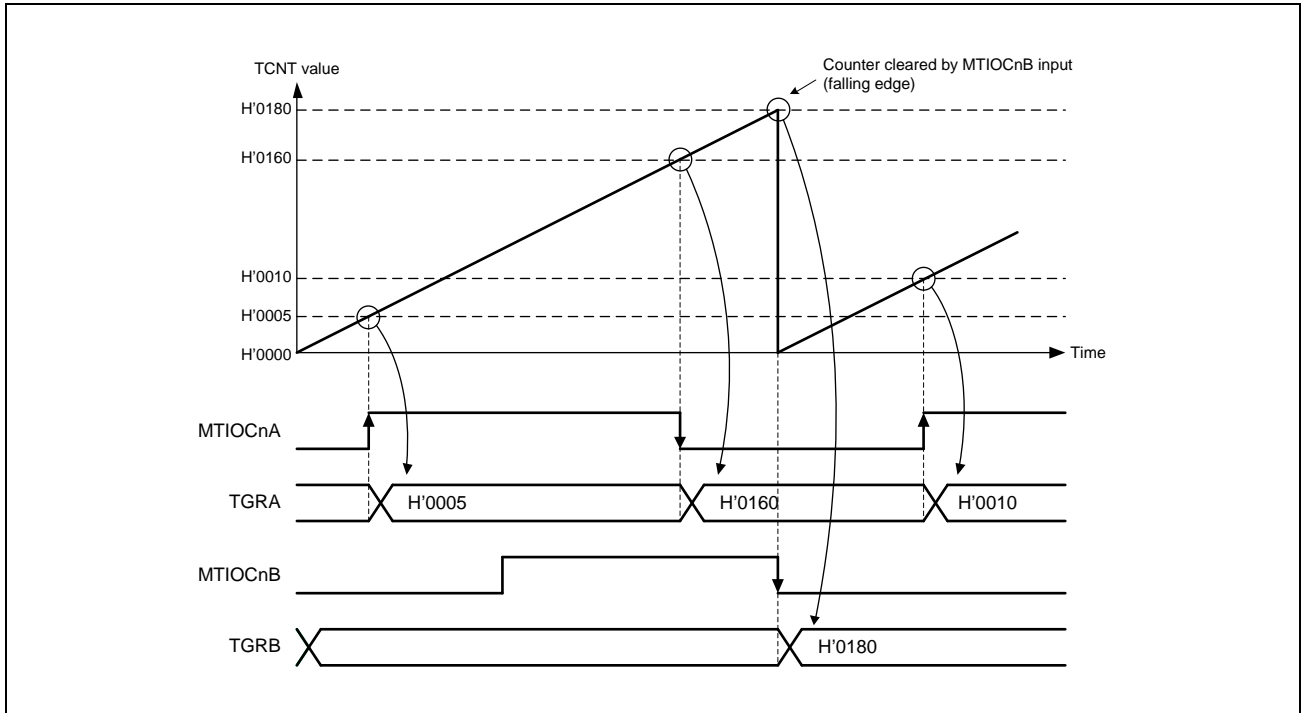 TCNT value
Counter cleared by MTIOCnB input
(falling edge)
H'0180
H'0160
H'0010
H'0005
H'0000
Time
MTIOCnA
TGRA
H'0005
H'0160
H'0010
MTIOCnB
TGRB
H'0180